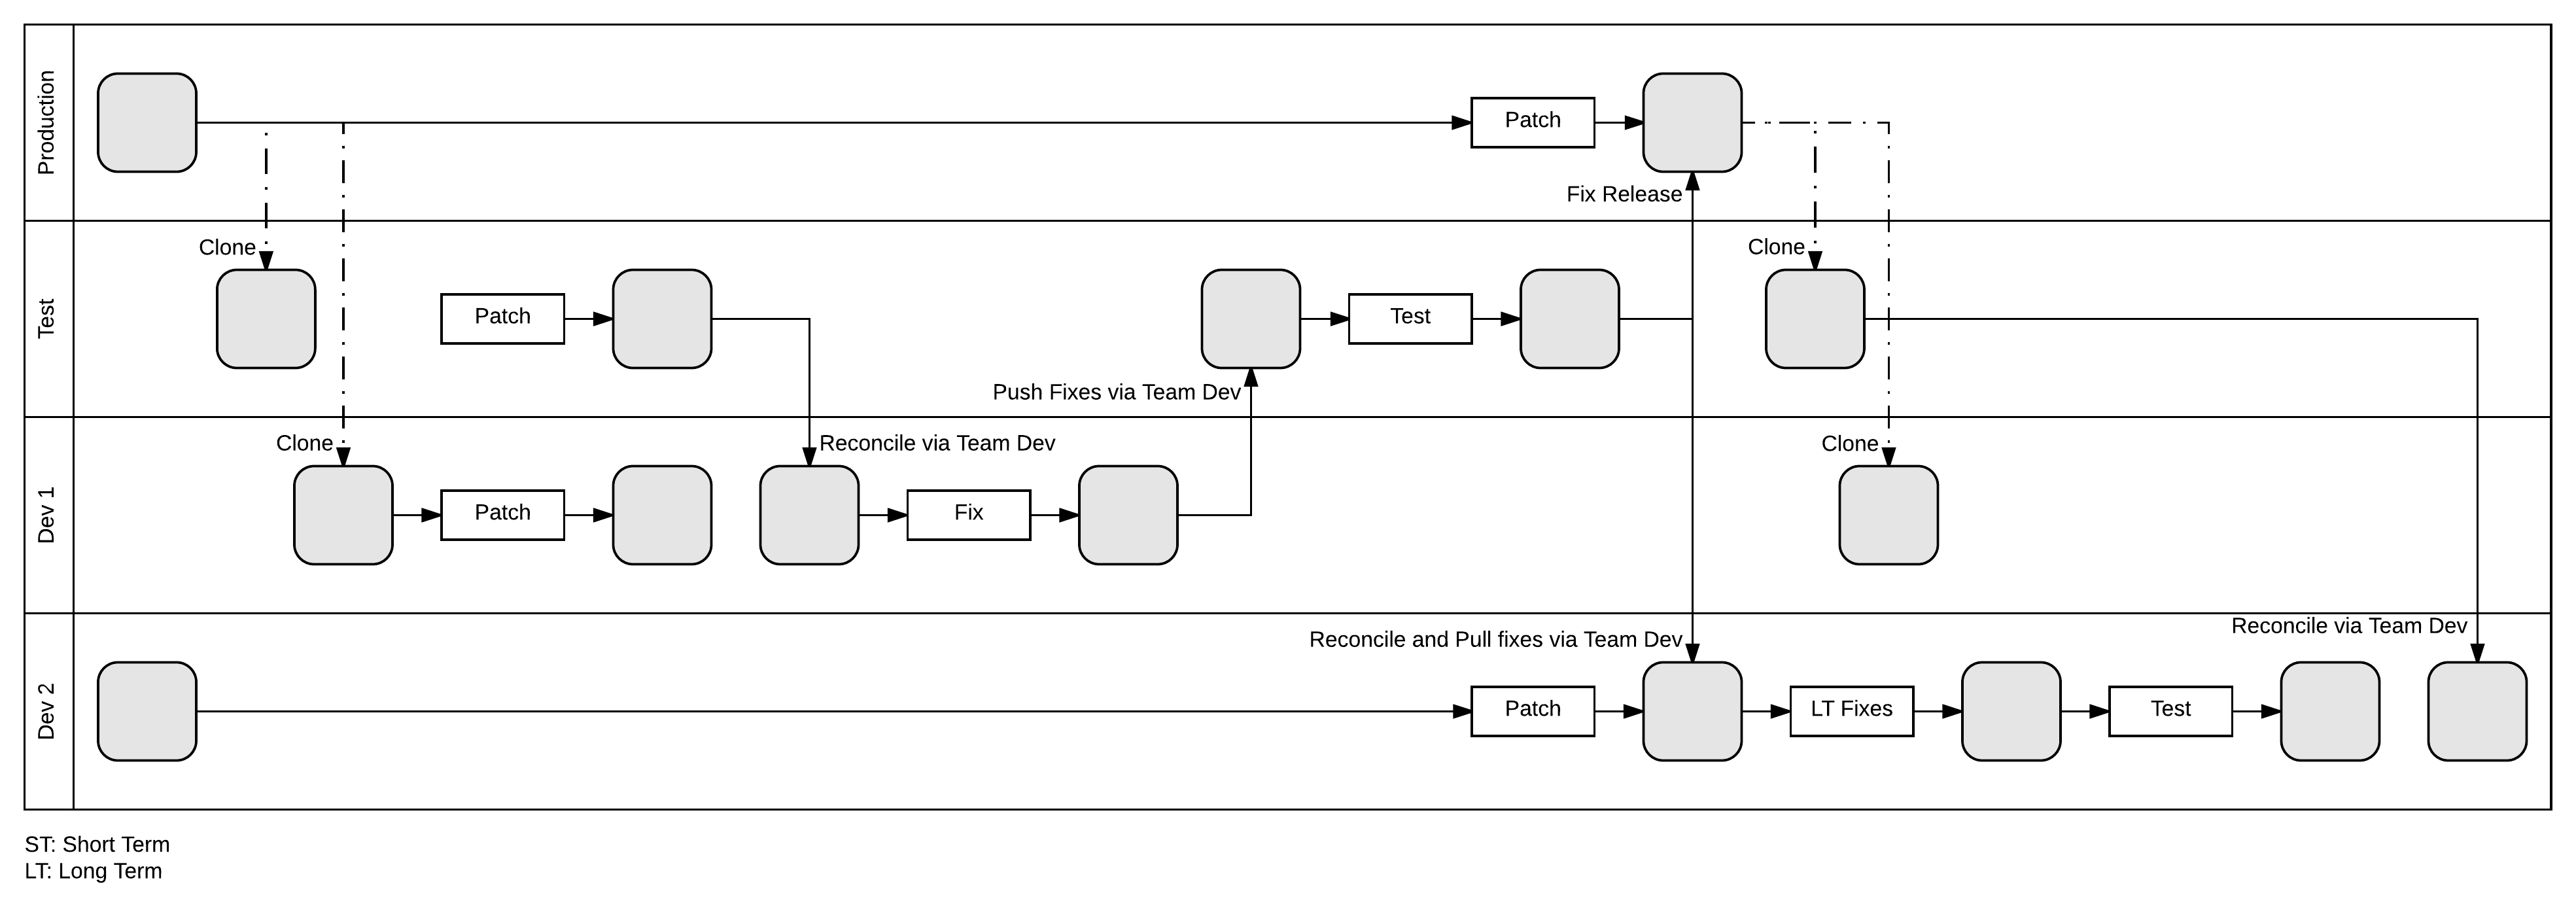 Production
Patch
Fix Release
Test
Clone
Patch
Test
Clone
Push Fixes via Team Dev
Dev 1
Clone
Reconcile via Team Dev
Clone
Patch
Fix
Dev 2
Reconcile and Pull fixes via Team Dev
Reconcile via Team Dev
Patch
LT Fixes
Test
ST: Short Term
LT: Long Term